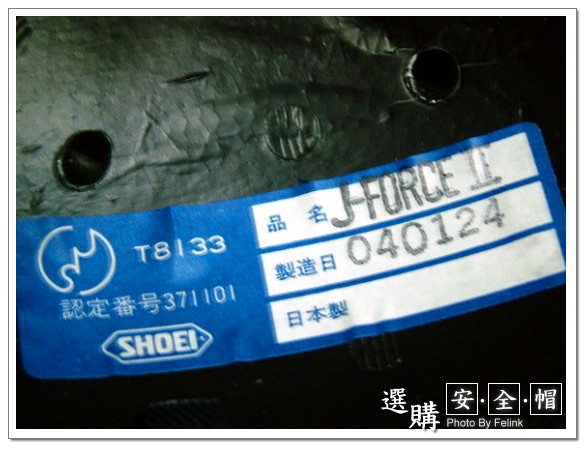 T8133
認定番号371101
SHOEI
品名 J-FORCE II
製造日 040124
日本製
選購安·全·帽
Photo By Felink